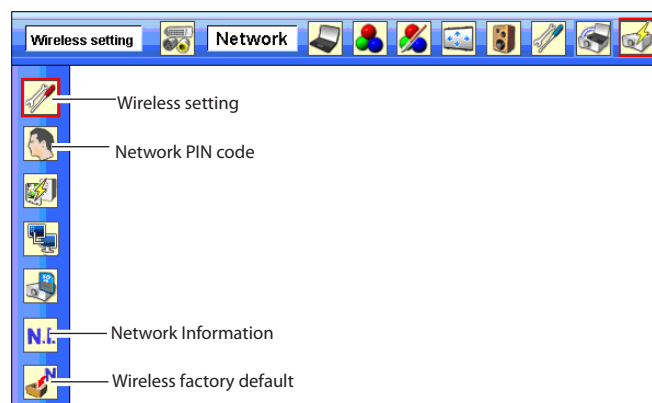 Wireless setting
Network
Wireless setting
Network PIN code
N.I.
Network Information
N
Wireless factory default